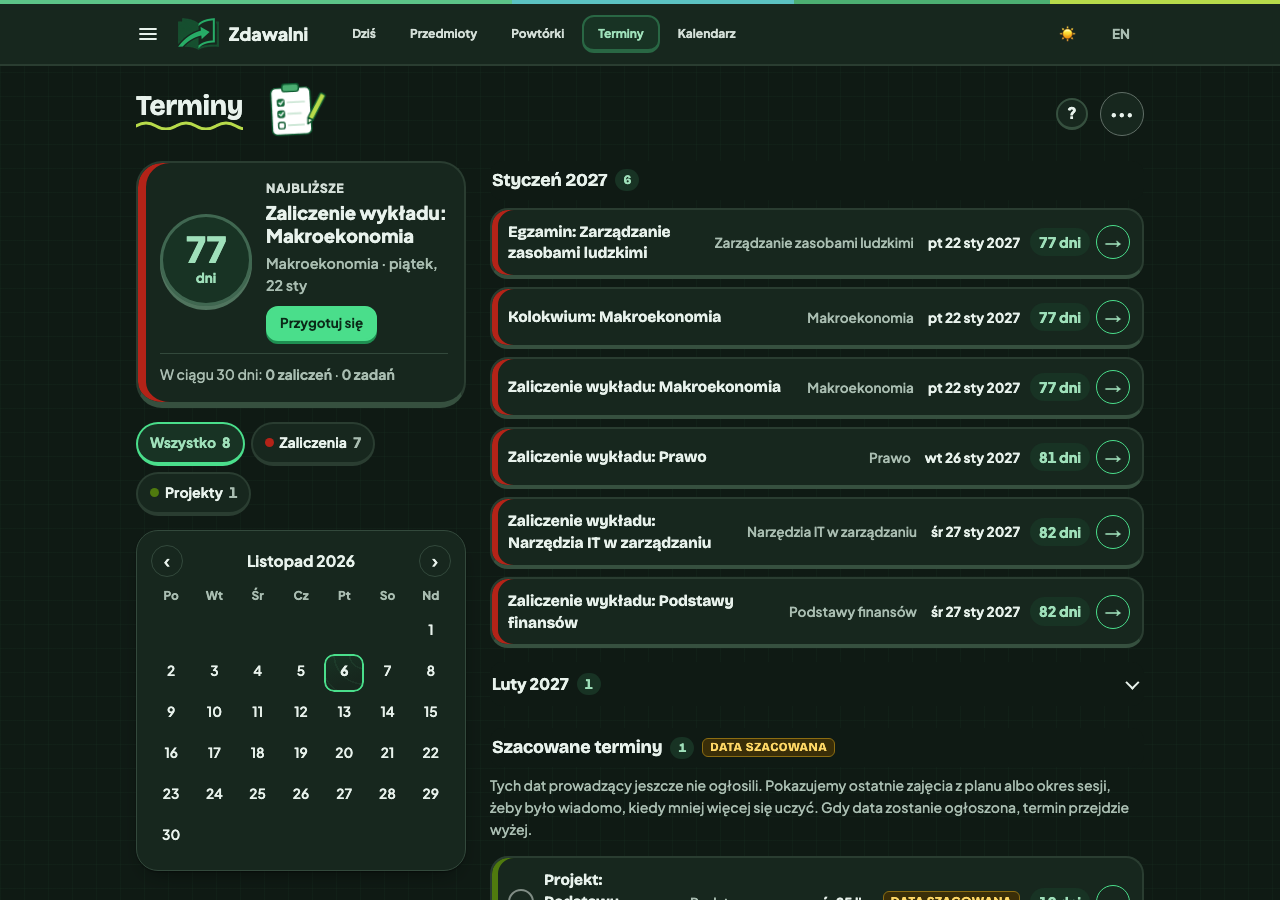 Zdawalni Dziś Przedmioty Powtórki Terminy Kalendarz EN
Terminy
?
NAJBLIŻSZE
77
dni
Zaliczenie wykładu:
Makroekonomia
Makroekonomia · piątek,
22 sty
Przygotuj się
W ciągu 30 dni: 0 zaliczeń · 0 zadań
Wszystko 8
Zaliczenia 7
Projekty 1
‹ Listopad 2026 ›
Po Wt Śr Cz Pt So Nd
1
2 3 4 5 6 7 8
9 10 11 12 13 14 15
16 17 18 19 20 21 22
23 24 25 26 27 28 29
30
Styczeń 2027 6
Egzamin: Zarządzanie
zasobami ludzkimi
Zarządzanie zasobami ludzkimi pt 22 sty 2027 77 dni →
Kolokwium: Makroekonomia Makroekonomia pt 22 sty 2027 77 dni →
Zaliczenie wykładu: Makroekonomia Makroekonomia pt 22 sty 2027 77 dni →
Zaliczenie wykładu: Prawo Prawo wt 26 sty 2027 81 dni →
Zaliczenie wykładu:
Narzędzia IT w zarządzaniu
Narzędzia IT w zarządzaniu śr 27 sty 2027 82 dni →
Zaliczenie wykładu: Podstawy
finansów
Podstawy finansów śr 27 sty 2027 82 dni →
Luty 2027 1
Szacowane terminy 1 DATA SZACOWANA
Tych dat prowadzący jeszcze nie ogłosili. Pokazujemy ostatnie zajęcia z planu albo okres sesji,
żeby było wiadomo, kiedy mniej więcej się uczyć. Gdy data zostanie ogłoszona, termin przejdzie
wyżej.
Projekt:
Podstawy
DATA SZACOWANA